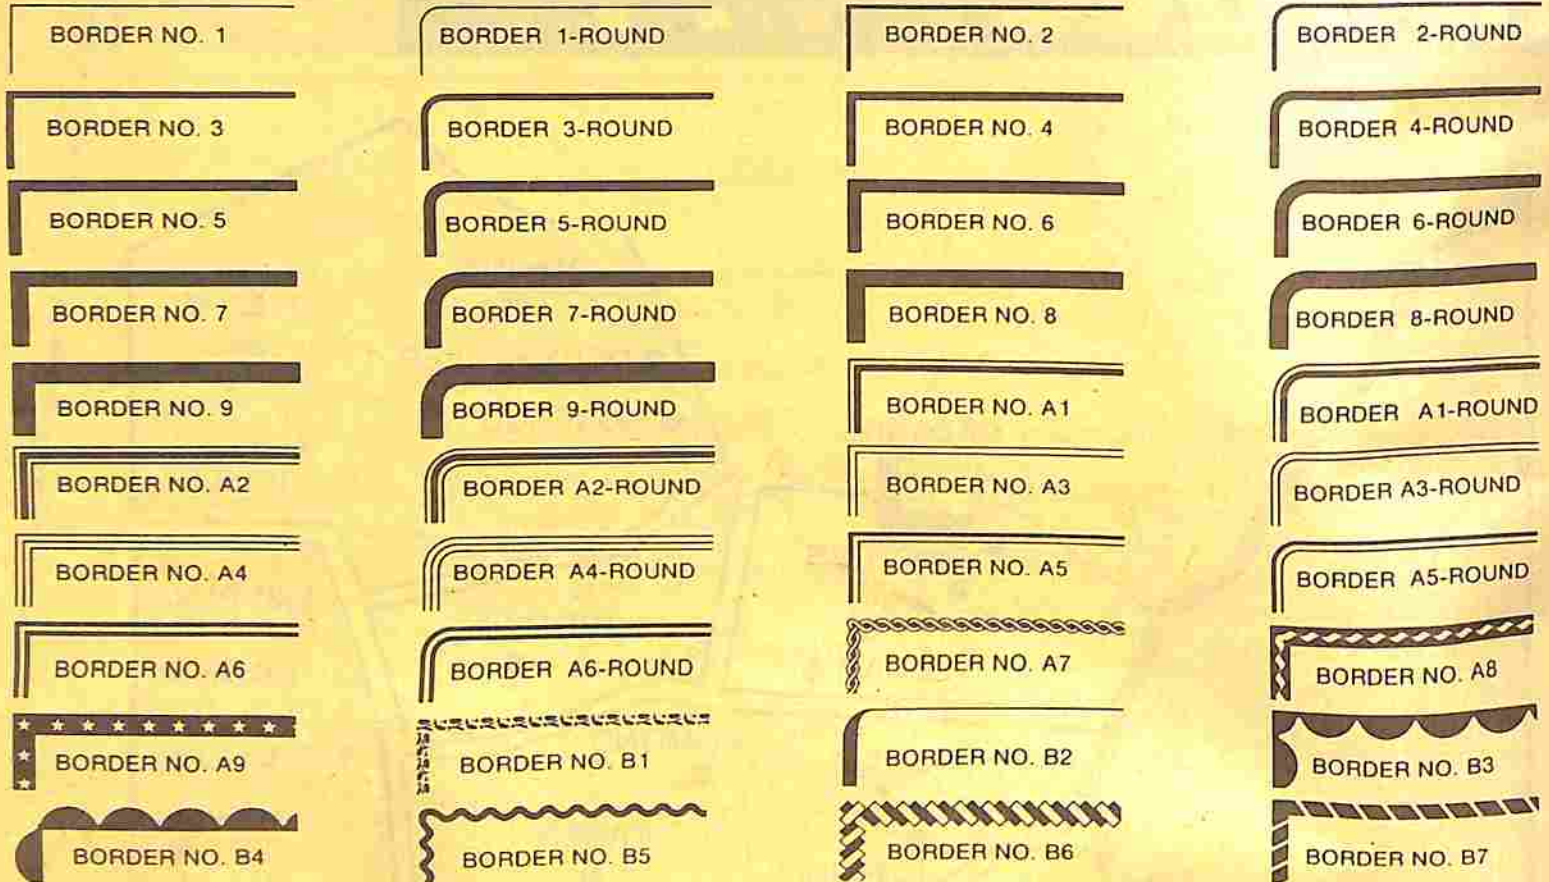 BORDER NO. 1
BORDER 1-ROUND
BORDER NO. 2
BORDER 2-ROUND
BORDER NO. 3
BORDER 3-ROUND
BORDER NO. 4
BORDER 4-ROUND
BORDER NO. 5
BORDER 5-ROUND
BORDER NO. 6
BORDER 6-ROUND
BORDER NO. 7
BORDER 7-ROUND
BORDER NO. 8
BORDER 8-ROUND
BORDER NO. 9
BORDER 9-ROUND
BORDER NO. A1
BORDER A1-ROUND
BORDER NO. A2
BORDER A2-ROUND
BORDER NO. A3
BORDER A3-ROUND
BORDER NO. A4
BORDER A4-ROUND
BORDER NO. A5
BORDER A5-ROUND
BORDER NO. A6
BORDER A6-ROUND
BORDER NO. A7
BORDER NO. A8
BORDER NO. A9
BORDER NO. B1
BORDER NO. B2
BORDER NO. B3
BORDER NO. B4
BORDER NO. B5
BORDER NO. B6
BORDER NO. B7